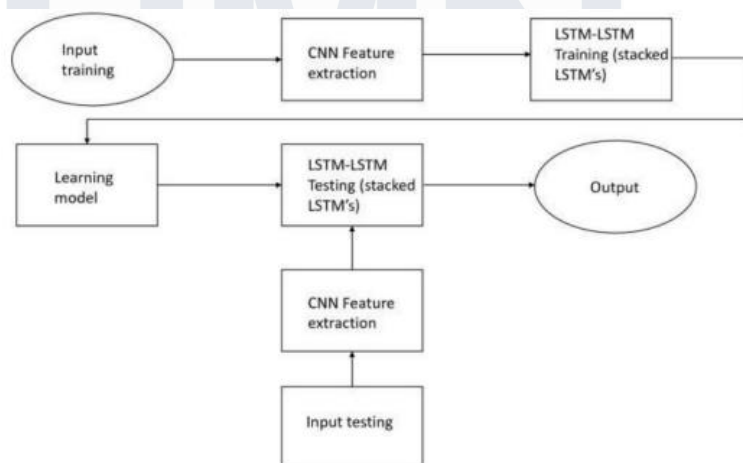 Input
training
CNN Feature
extraction
LSTM-LSTM
Training (stacked
LSTM's)
Learning
model
LSTM-LSTM
Testing (stacked
LSTM's)
Output
CNN Feature
extraction
Input testing